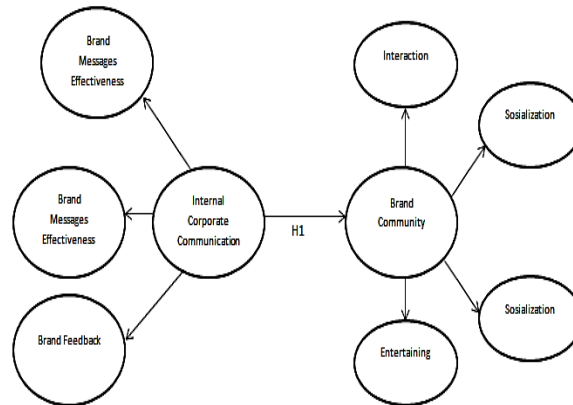 Brand
Messages
Effectiveness
Interaction
Sosialization
Brand
Messages
Effectiveness
Internal
Corporate
Communication
H1
Brand
Community
Brand Feedback
Sosialization
Entertaining